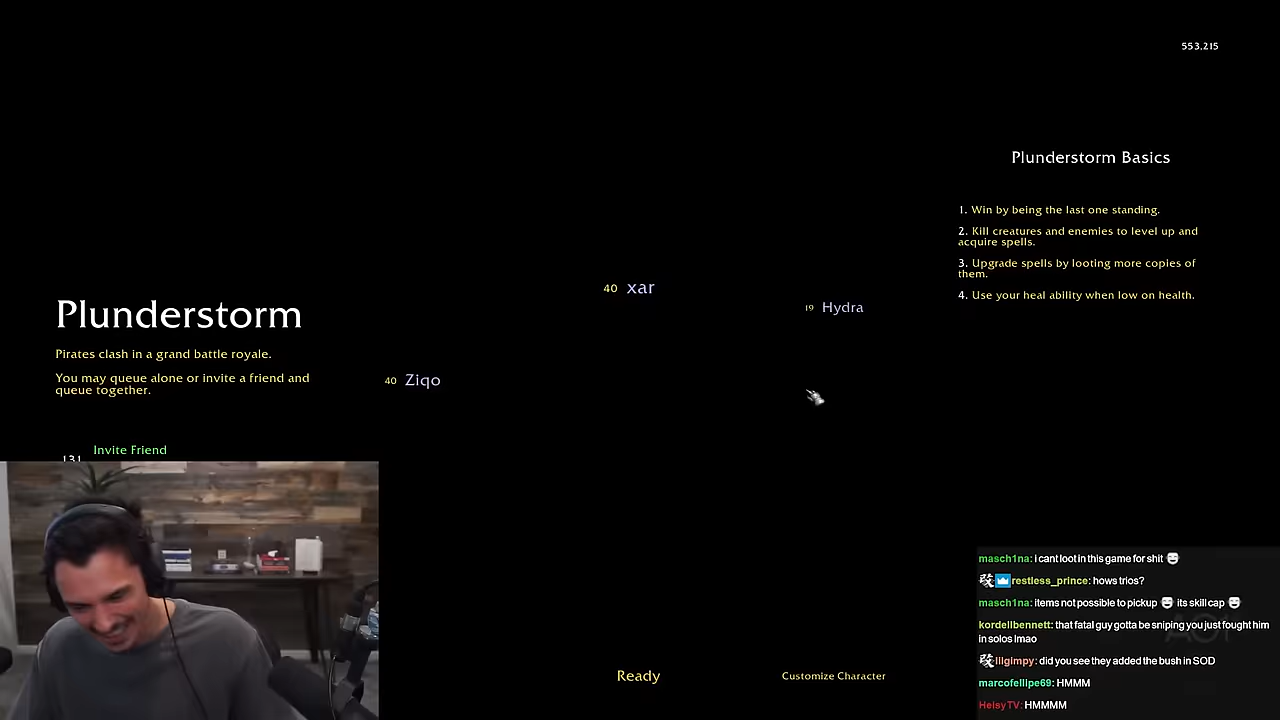 553,215
Plunderstorm Basics
1. Win by being the last one standing.
2. Kill creatures and enemies to level up and
acquire spells.
3. Upgrade spells by looting more copies of
them.
4. Use your heal ability when low on health.
40 xar
19 Hydra
Plunderstorm
Pirates clash in a grand battle royale.
You may queue alone or invite a friend and
queue together.
40 Ziqo
Invite Friend
131
masch1na: i cant loot in this game for shit
restless_prince: hows trios?
masch1na: items not possible to pickup its skill cap
kordellbennett: that fatal guy gotta be sniping you just fought him
in solos lmao
lilgimpy: did you see they added the bush in SOD
marcofellipe69: HMMM
HelsyTV: HMMMM
Ready
Customize Character